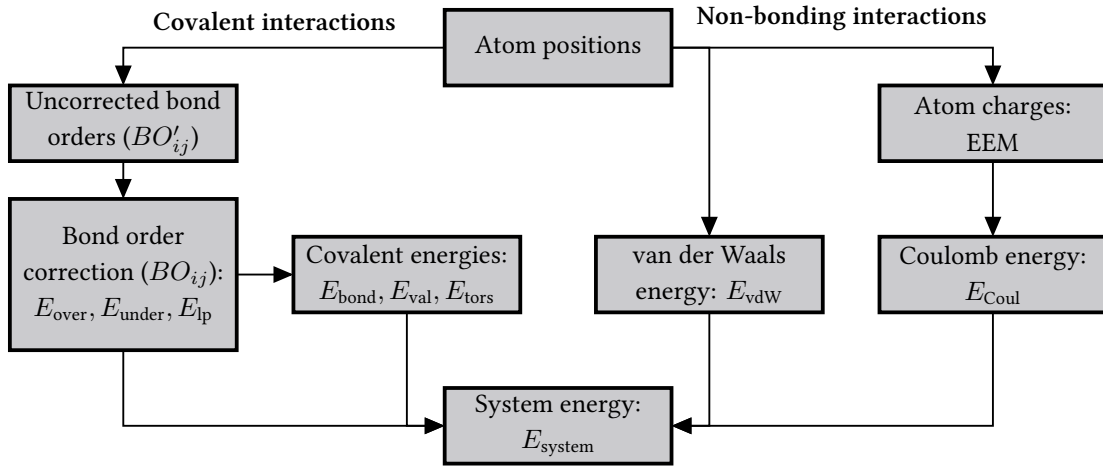 Covalent interactions
Non-bonding interactions
Atom positions
Uncorrected bond
orders (BO′ij)
Atom charges:
EEM
Bond order
correction (BOij):
Eover, Eunder, Elp
Covalent energies:
Ebond, Eval, Etors
van der Waals
energy: EvdW
Coulomb energy:
ECoul
System energy:
Esystem